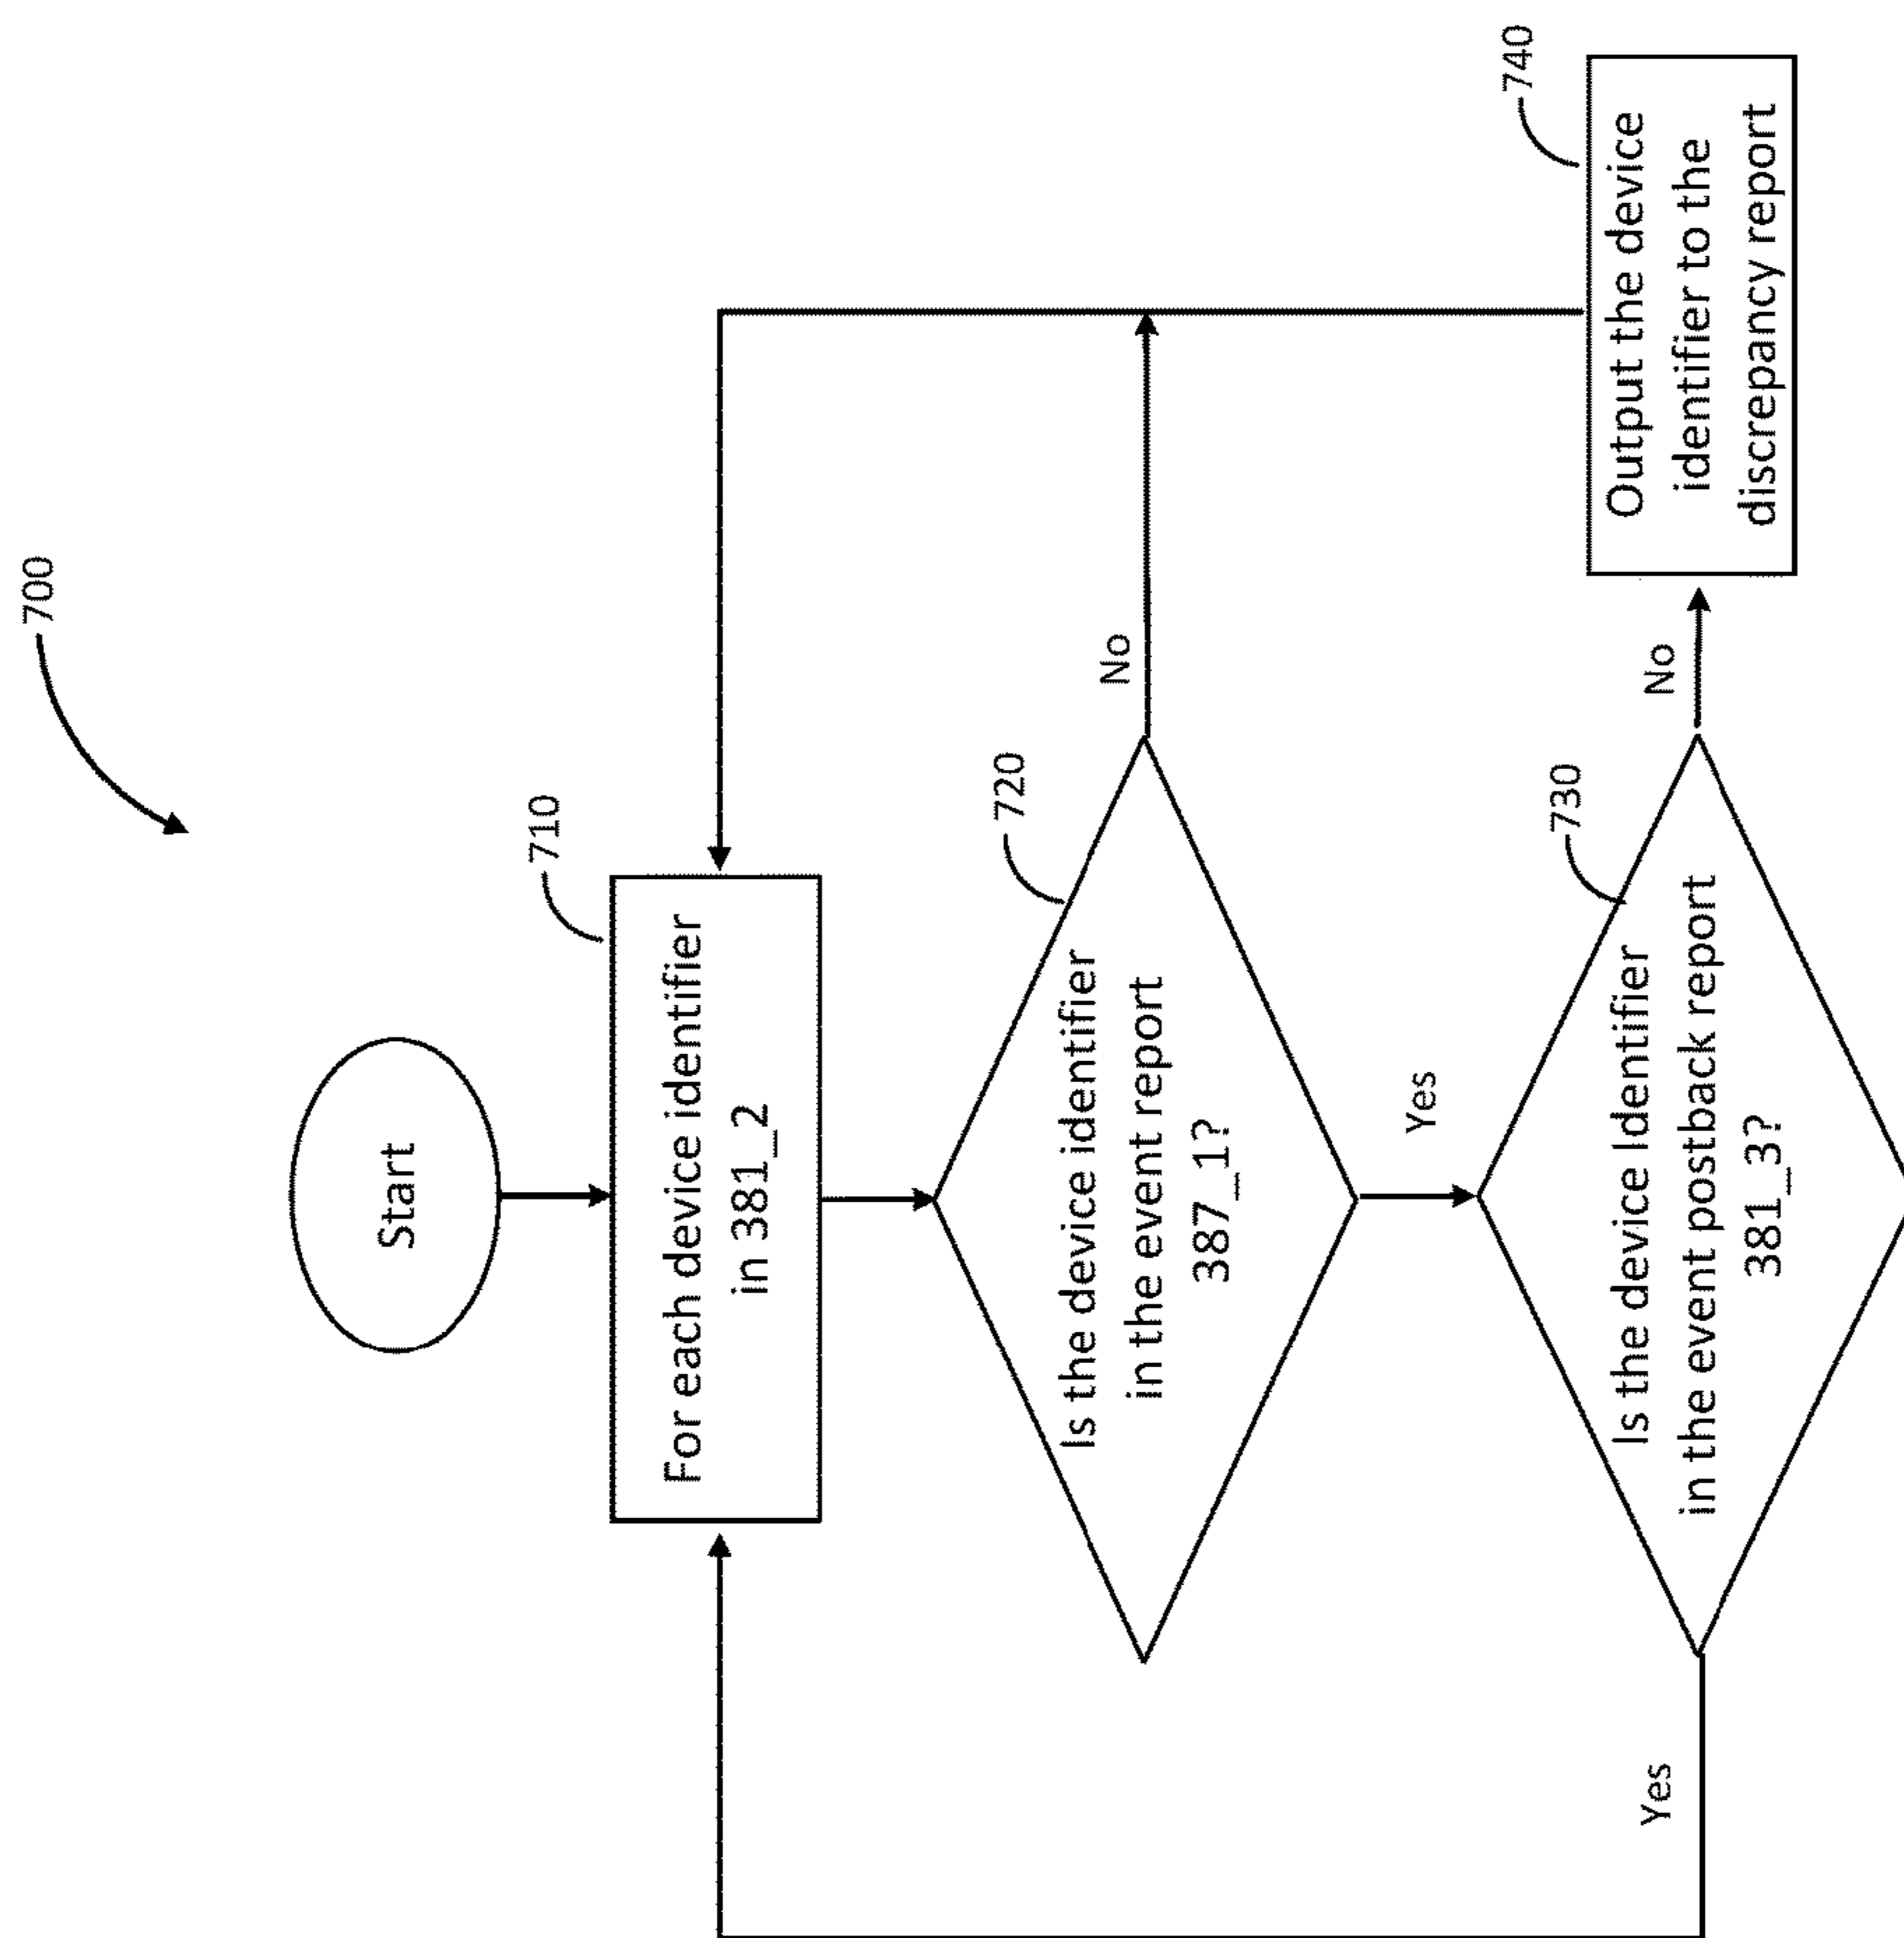 700
Start
710
For each device identifier
in 381_2
720
Is the device identifier
in the event report
387_1?
No
Yes
730
Is the device Identifier
in the event postback report
381_3?
No
Yes
740
Output the device
identifier to the
discrepancy report